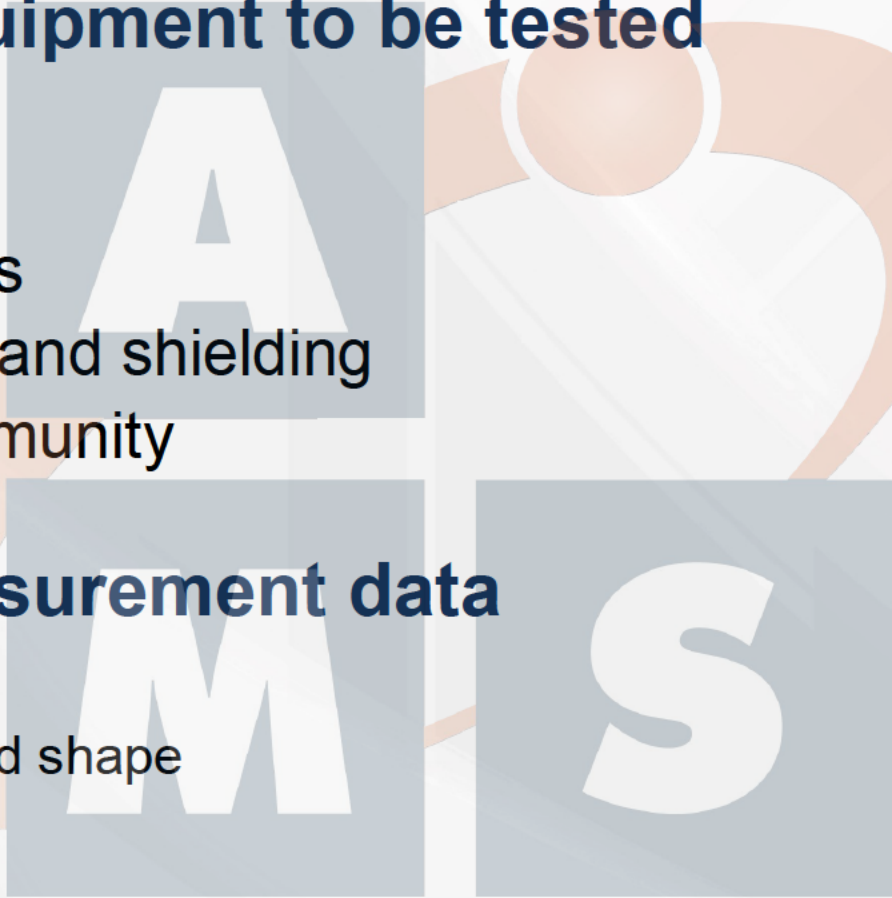 uipment to be tested
A
s
and shielding
munity
surement data
M S
d shape